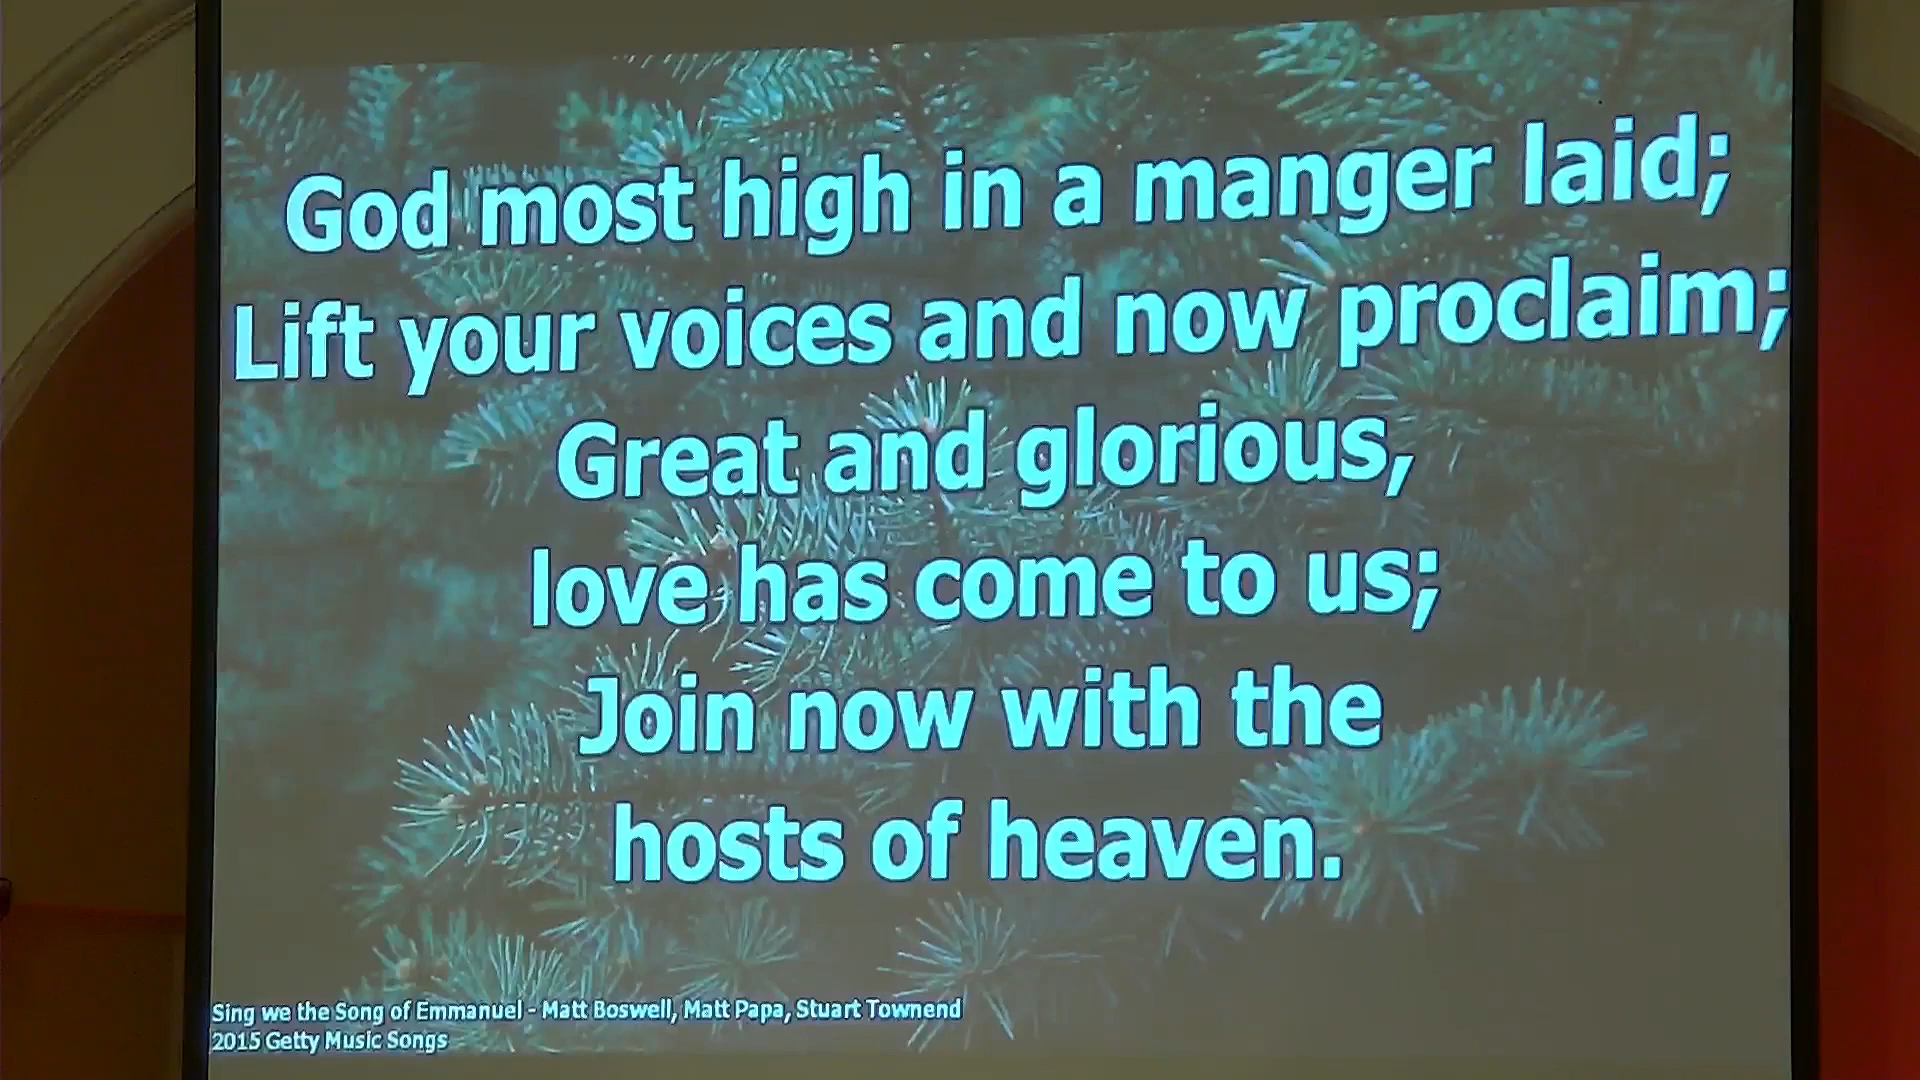 God most high in a manger laid;
Lift your voices and now proclaim;
Great and glorious,
love has come to us;
Join now with the
hosts of heaven.
Sing we the Song of Emmanuel - Matt Boswell, Matt Papa, Stuart Townend
2015 Getty Music Songs